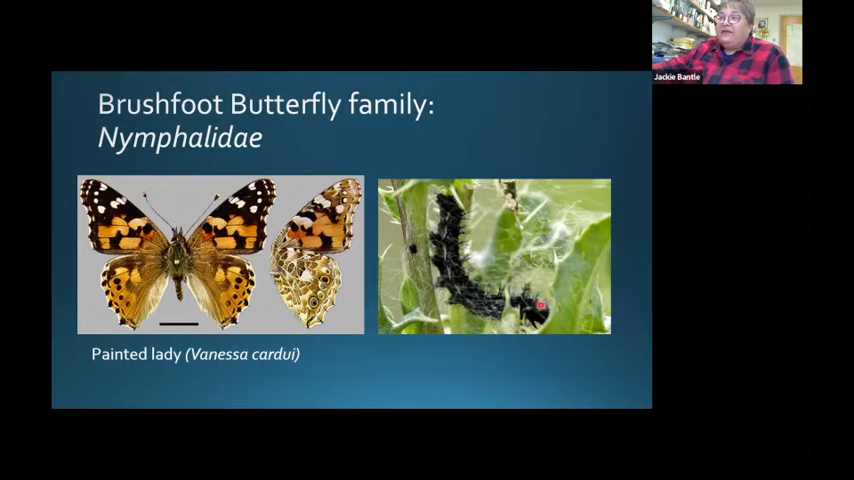 Jackie Bantle
Brushfoot Butterfly family:
Nymphalidae
Painted lady (Vanessa cardui)